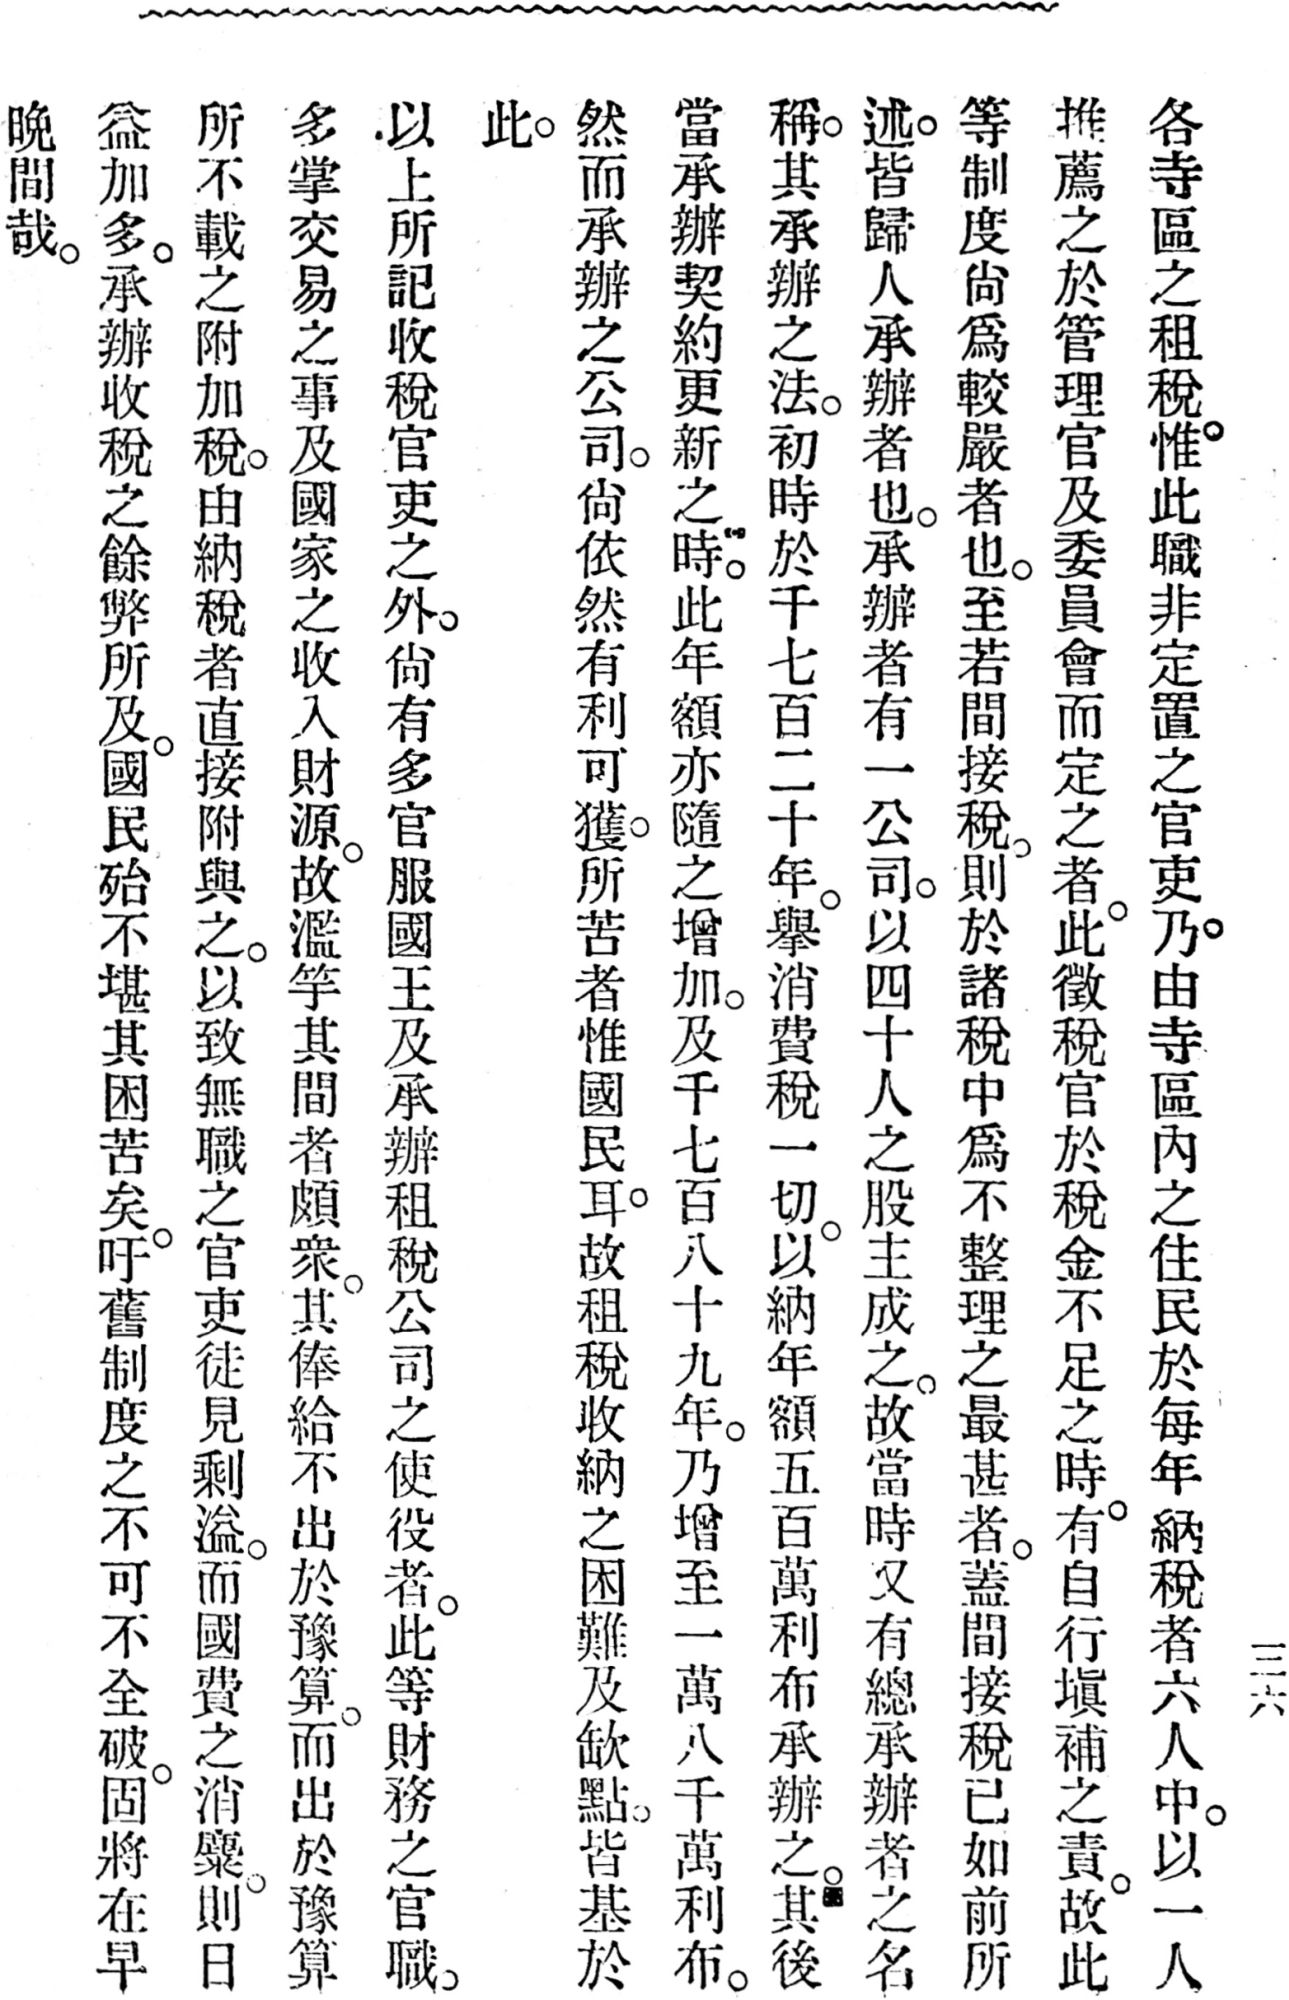 三六
各寺區之租稅。惟此職非定置之官吏。乃由寺區內之住民於每年納稅者六人中。以一人
推薦之於管理官及委員會而定之者。此徵稅官於稅金不足之時。有自行塡補之責。故此
等制度尙爲較嚴者也。至若間接稅。則於諸稅中爲不整理之最甚者。蓋間接稅已如前所
述。皆歸人承辦者也。承辦者有一公司。以四十人之股主成之。故當時又有總承辦者之名
稱。其承辦之法。初時於千七百二十年。擧消費稅一切。以納年額五百萬利布承辦之。其後
當承辦契約更新之時。此年額亦隨之增加。及千七百八十九年。乃增至一萬八千萬利布。
然而承辦之公司。尙依然有利可獲。所苦者惟國民耳。故租稅收納之困難及缺點。皆基於
此。
以上所記收稅官吏之外。尙有多官服國王及承辦租稅公司之使役者。此等財務之官職。
多掌交易之事及國家之收入財源。故濫竽其間者頗衆。其俸給不出於豫算。而出於豫算
所不載之附加稅。由納稅者直接附與之。以致無職之官吏徒見剩溢。而國費之消糜。則日
益加多。承辦收稅之餘弊所及。國民殆不堪其困苦矣。吁舊制度之不可不全破。固將在早
晚間哉。